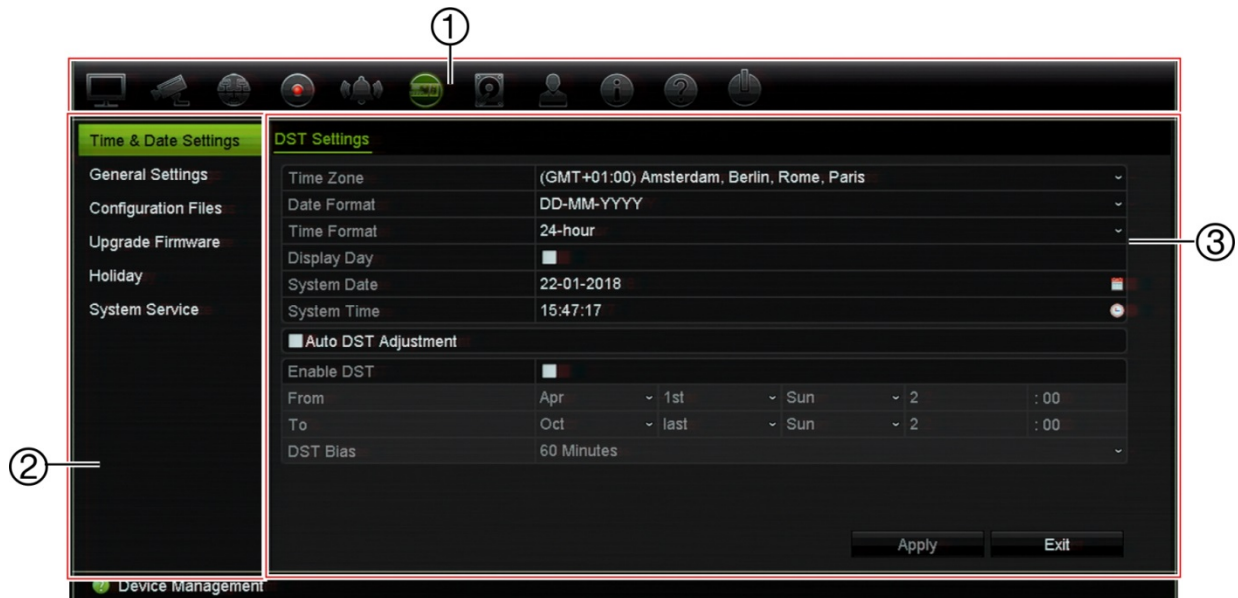 ①
Time & Date Settings
General Settings
Configuration Files
Upgrade Firmware
Holiday
System Service
②
DST Settings
Time Zone (GMT+01:00) Amsterdam, Berlin, Rome, Paris
Date Format DD-MM-YYYY
Time Format 24-hour
③
Display Day
System Date 22-01-2018
System Time 15:47:17
Auto DST Adjustment
Enable DST
From Apr 1st Sun 2 : 00
To Oct last Sun 2 : 00
DST Bias 60 Minutes
Apply Exit
? Device Management